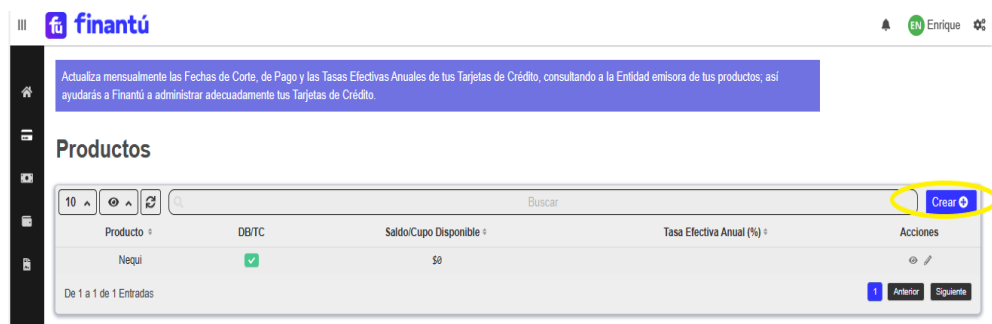 fú finantú
EN Enrique
Actualiza mensualmente las Fechas de Corte, de Pago y las Tasas Efectivas Anuales de tus Tarjetas de Crédito, consultando a la Entidad emisora de tus productos; así
ayudarás a Finantú a administrar adecuadamente tus Tarjetas de Crédito.
Productos
10 Buscar Crear
Producto DB/TC Saldo/Cupo Disponible Tasa Efectiva Anual (%) Acciones
Nequi $0
De 1 a 1 de 1 Entradas 1 Anterior Siguiente